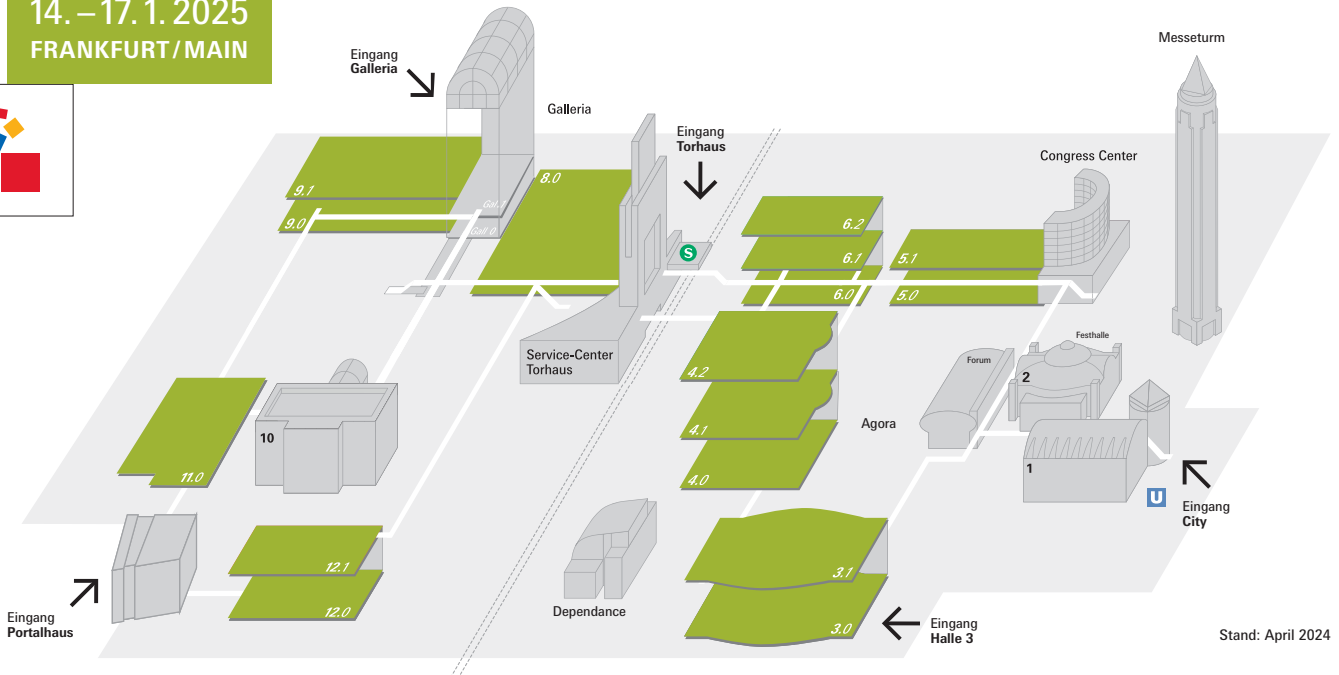 14. – 17. 1. 2025
FRANKFURT / MAIN
Eingang
Galleria
Galleria
Eingang
Torhaus
Messeturm
Congress Center
9.1
9.0
8.0
Gal.1
Gall 0
S
6.2
6.1
6.0
5.1
5.0
Service-Center
Torhaus
4.2
4.1
4.0
Forum
Festhalle
2
Agora
1
U
Eingang
City
10
11.0
12.1
12.0
Eingang
Portalhaus
Dependance
3.1
3.0
Eingang
Halle 3
Stand: April 2024